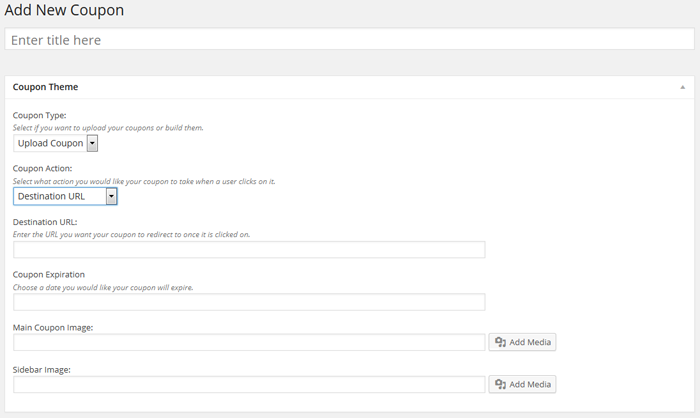 Add New Coupon
Enter title here
Coupon Theme
Coupon Type:
Select if you want to upload your coupons or build them.
Upload Coupon
Coupon Action:
Select what action you would like your coupon to take when a user clicks on it.
Destination URL
Destination URL:
Enter the URL you want your coupon to redirect to once it is clicked on.
Coupon Expiration
Choose a date you would like your coupon will expire.
Main Coupon Image:
Add Media
Sidebar Image:
Add Media